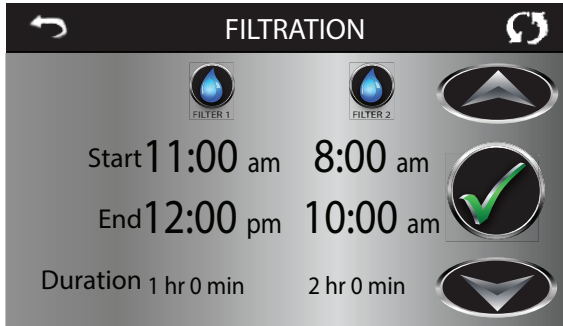 FILTRATION
FILTER 1 FILTER 2
Start 11:00 am 8:00 am
End 12:00 pm 10:00 am
Duration 1 hr 0 min 2 hr 0 min